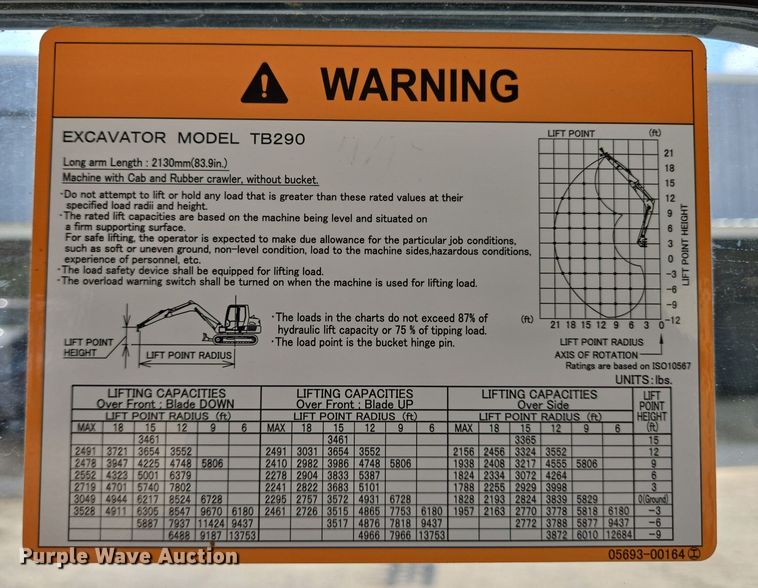 WARNING
EXCAVATOR MODEL TB290
Long arm Length : 2130mm(83.9in.)
Machine with Cab and Rubber crawler, without bucket.
·Do not attempt to lift or hold any load that is greater than these rated values at their
specified load radii and height.
·The rated lift capacities are based on the machine being level and situated on
a firm supporting surface.
For safe lifting, the operator is expected to make due allowance for the particular job conditions,
such as soft or uneven ground, non-level condition, load to the machine sides,hazardous conditions,
experience of personnel, etc.
·The load safety device shall be equipped for lifting load.
·The overload warning switch shall be turned on when the machine is used for lifting load.
·The loads in the charts do not exceed 87% of
hydraulic lift capacity or 75 % of tipping load.
·The load point is the bucket hinge pin.
LIFT POINT
HEIGHT
LIFT POINT RADIUS
LIFT POINT (ft)
21
18
15
12
9
6
3
0
−3
−6
−9
−12
LIFT POINT HEIGHT
(ft) 21 18 15 12 9 6 3 0
LIFT POINT RADIUS
AXIS OF ROTATION
Ratings are based on ISO10567
UNITS : lbs.
LIFTING CAPACITIES LIFTING CAPACITIES LIFTING CAPACITIES LIFT
Over Front : Blade DOWN Over Front : Blade UP Over Side POINT
LIFT POINT RADIUS (ft) LIFT POINT RADIUS (ft) LIFT POINT RADIUS (ft) HEIGHT
MAX 18 15 12 9 6 MAX 18 15 12 9 6 MAX 18 15 12 9 6 (ft)
3461 3461 3365 15
2491 3721 3654 3552 2491 3031 3654 3552 2156 2456 3324 3552 12
2478 3947 4225 4748 5806 2410 2982 3986 4748 5806 1938 2408 3217 4555 5806 9
2552 4323 5001 6379 2278 2904 3833 5387 1824 2334 3072 4264 6
2719 4701 5740 7802 2241 2822 3683 5101 1788 2255 2929 3998 3
3049 4944 6217 8524 6728 2295 2757 3572 4931 6728 1828 2193 2824 3839 5829 0(Ground)
3528 4911 6305 8547 9670 6180 2461 2726 3515 4865 7753 6180 1957 2163 2770 3778 5818 6180 −3
5887 7937 11424 9437 3517 4876 7818 9437 2772 3788 5877 9437 −6
6488 9187 13753 4966 7966 13753 3872 6010 12684 −9
05693-00164
Purple Wave Auction